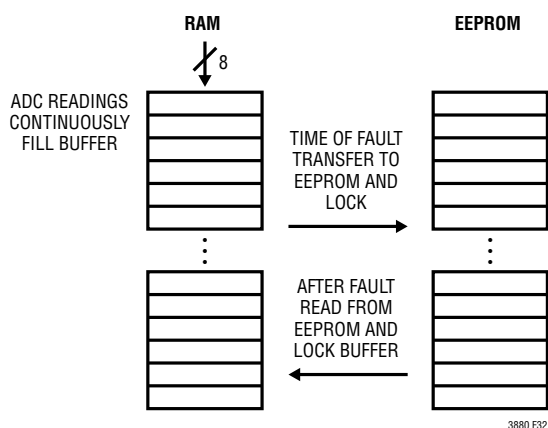 RAM
EEPROM
8
ADC READINGS
CONTINUOUSLY
FILL BUFFER
TIME OF FAULT
TRANSFER TO
EEPROM AND
LOCK
AFTER FAULT
READ FROM
EEPROM AND
LOCK BUFFER
3880 F32